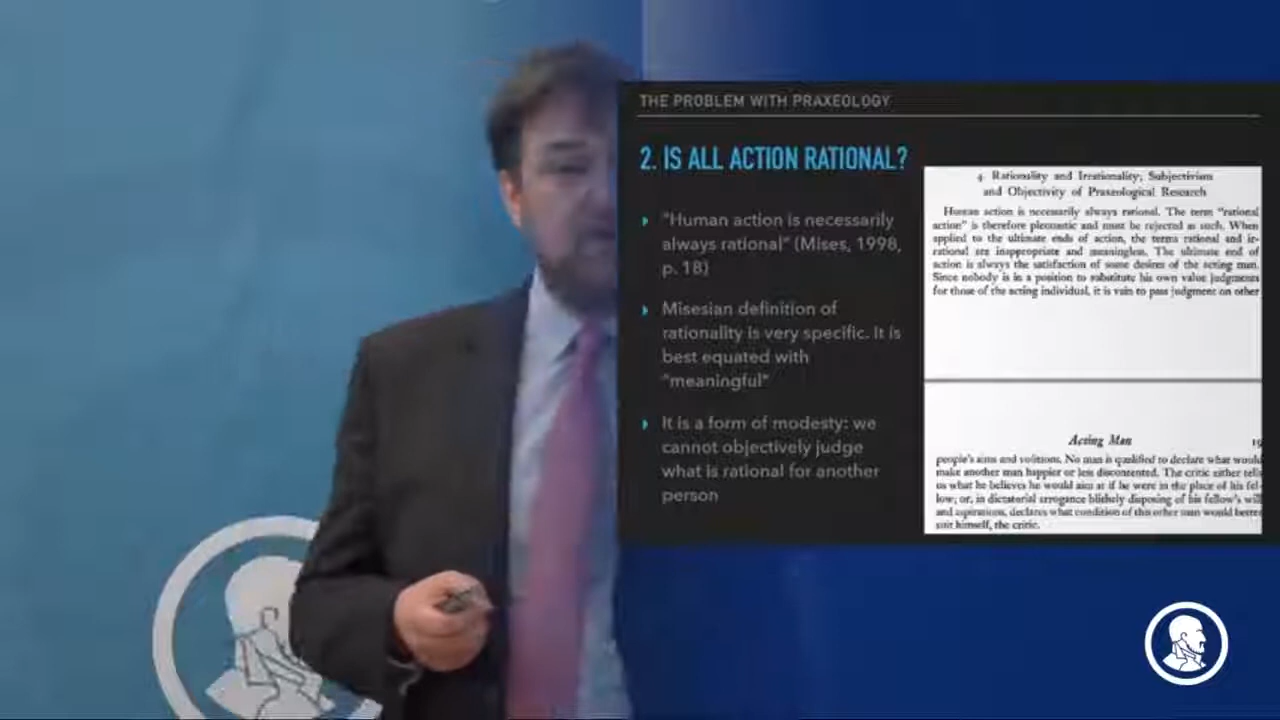 THE PROBLEM WITH PRAXEOLOGY
2. IS ALL ACTION RATIONAL?
"Human action is necessarily
always rational" (Mises, 1998,
p. 18)
Misesian definition of
rationality is very specific. It is
best equated with
"meaningful"
It is a form of modesty: we
cannot objectively judge
what is rational for another
person
4. Rationality and Irrationality; Subjectivism
and Objectivity of Praxeological Research
Human action is necessarily always rational. The term "rational
action" is therefore pleonastic and must be rejected as such. When
applied to the ultimate ends of action, the terms rational and ir-
rational are inappropriate and meaningless. The ultimate end of
action is always the satisfaction of some desires of the acting man.
Since nobody is in a position to substitute his own value judgments
for those of the acting individual, it is vain to pass judgment on other
Acting Man 19
people's aims and volitions. No man is qualified to declare what would
make another man happier or less discontented. The critic either tells
us what he believes he would aim at if he were in the place of his fel-
low; or, in dictatorial arrogance blithely disposing of his fellow's will
and aspirations, declares what condition of this other man would better
suit himself, the critic.